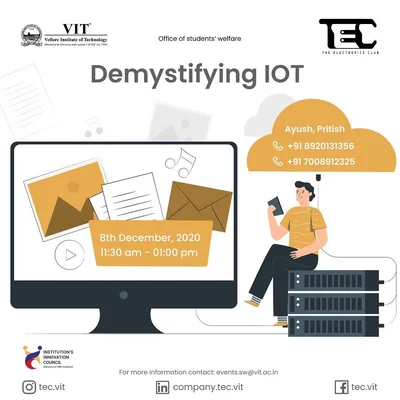 VIT®
Vellore Institute of Technology
Office of students' welfare
TEC
THE ELECTRONICS CLUB
Demystifying IOT
Ayush, Pritish
+91 8920131356
+91 7008912325
8th December, 2020
11:30 am - 01:00 pm
INSTITUTION'S
INNOVATION
COUNCIL
For more information contact: events.sw@vit.ac.in
tec.vit
company.tec.vit
tec.vit